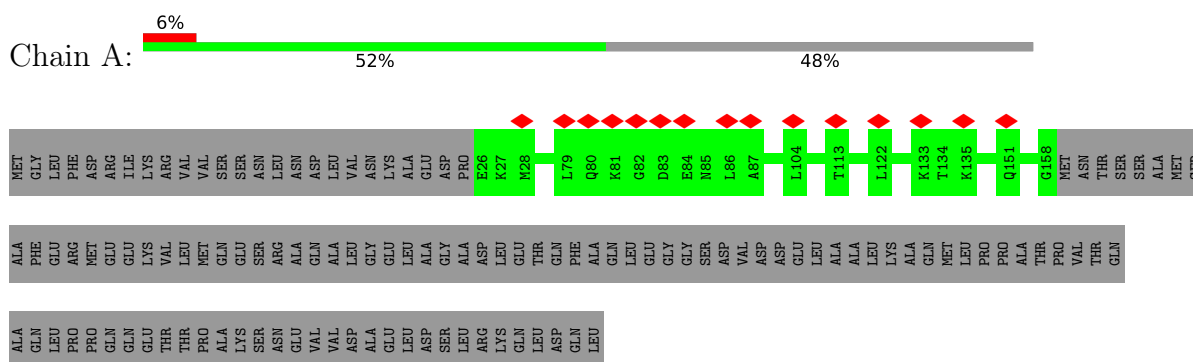 6%
Chain A:
52% 48%
MET GLY LEU PHE ASP ARG ILE LYS ARG VAL VAL SER SER ASN LEU ASN ASP LEU VAL ASN LYS ALA GLU ASP PRO E26 K27 M28 L79 Q80 K81 G82 D83 E84 N85 L86 A87 L104 T113 L122 K133 T134 K135 Q151 G158 MET ASN THR SER SER ALA MET
ALA PHE GLU ARG MET GLU GLU LYS VAL LEU MET GLN GLU SER ARG ALA GLN ALA LEU GLY GLU LEU ALA GLY ALA ASP LEU GLU THR GLN PHE ALA GLN LEU GLU GLY GLY SER ASP VAL ASP ASP GLU LEU ALA ALA LEU LYS ALA GLN MET LEU PRO PRO ALA THR PRO VAL THR GLN
ALA GLN LEU PRO PRO GLN GLN GLU THR THR PRO ALA LYS SER ASN GLU VAL VAL ASP ALA GLU LEU ASP SER LEU ARG LYS GLN LEU ASP GLN LEU